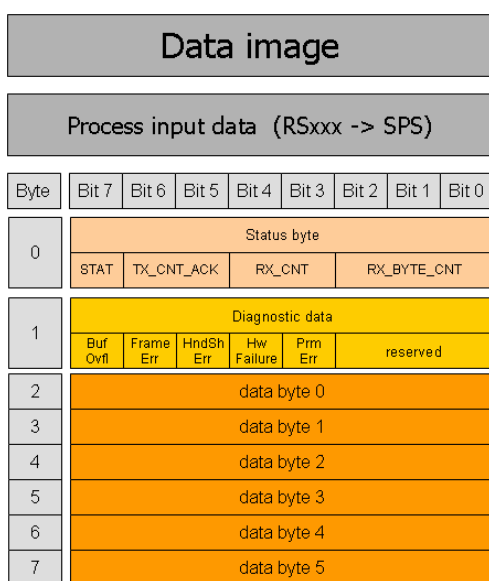 Data image
Process input data (RSxxx -> SPS)
Byte Bit 7 Bit 6 Bit 5 Bit 4 Bit 3 Bit 2 Bit 1 Bit 0
0
Status byte
STAT TX_CNT_ACK RX_CNT RX_BYTE_CNT
1
Diagnostic data
Buf Ovfl Frame Err HndSh Err Hw Failure Prm Err reserved
2 data byte 0
3 data byte 1
4 data byte 2
5 data byte 3
6 data byte 4
7 data byte 5